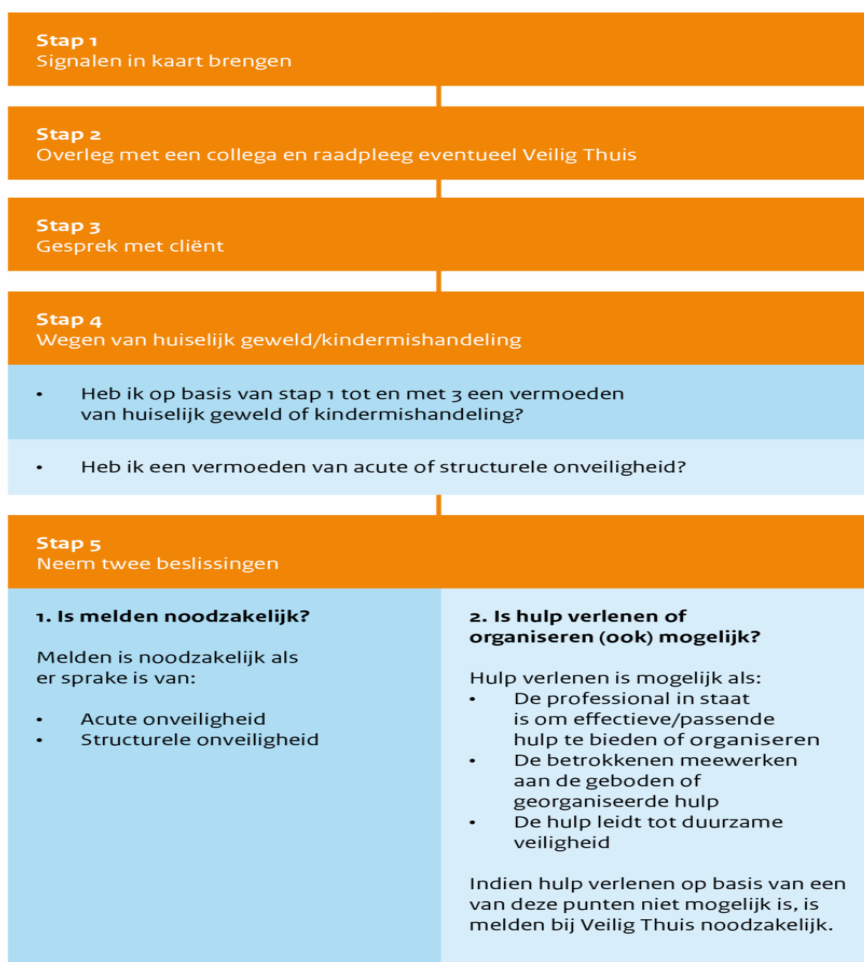 Stap 1
Signalen in kaart brengen
Stap 2
Overleg met een collega en raadpleeg eventueel Veilig Thuis
Stap 3
Gesprek met cliënt
Stap 4
Wegen van huiselijk geweld/kindermishandeling
• Heb ik op basis van stap 1 tot en met 3 een vermoeden
van huiselijk geweld of kindermishandeling?
• Heb ik een vermoeden van acute of structurele onveiligheid?
Stap 5
Neem twee beslissingen
1. Is melden noodzakelijk?
Melden is noodzakelijk als
er sprake is van:
• Acute onveiligheid
• Structurele onveiligheid
2. Is hulp verlenen of
organiseren (ook) mogelijk?
Hulp verlenen is mogelijk als:
• De professional in staat
is om effectieve/passende
hulp te bieden of organiseren
• De betrokkenen meewerken
aan de geboden of
georganiseerde hulp
• De hulp leidt tot duurzame
veiligheid
Indien hulp verlenen op basis van een
van deze punten niet mogelijk is, is
melden bij Veilig Thuis noodzakelijk.